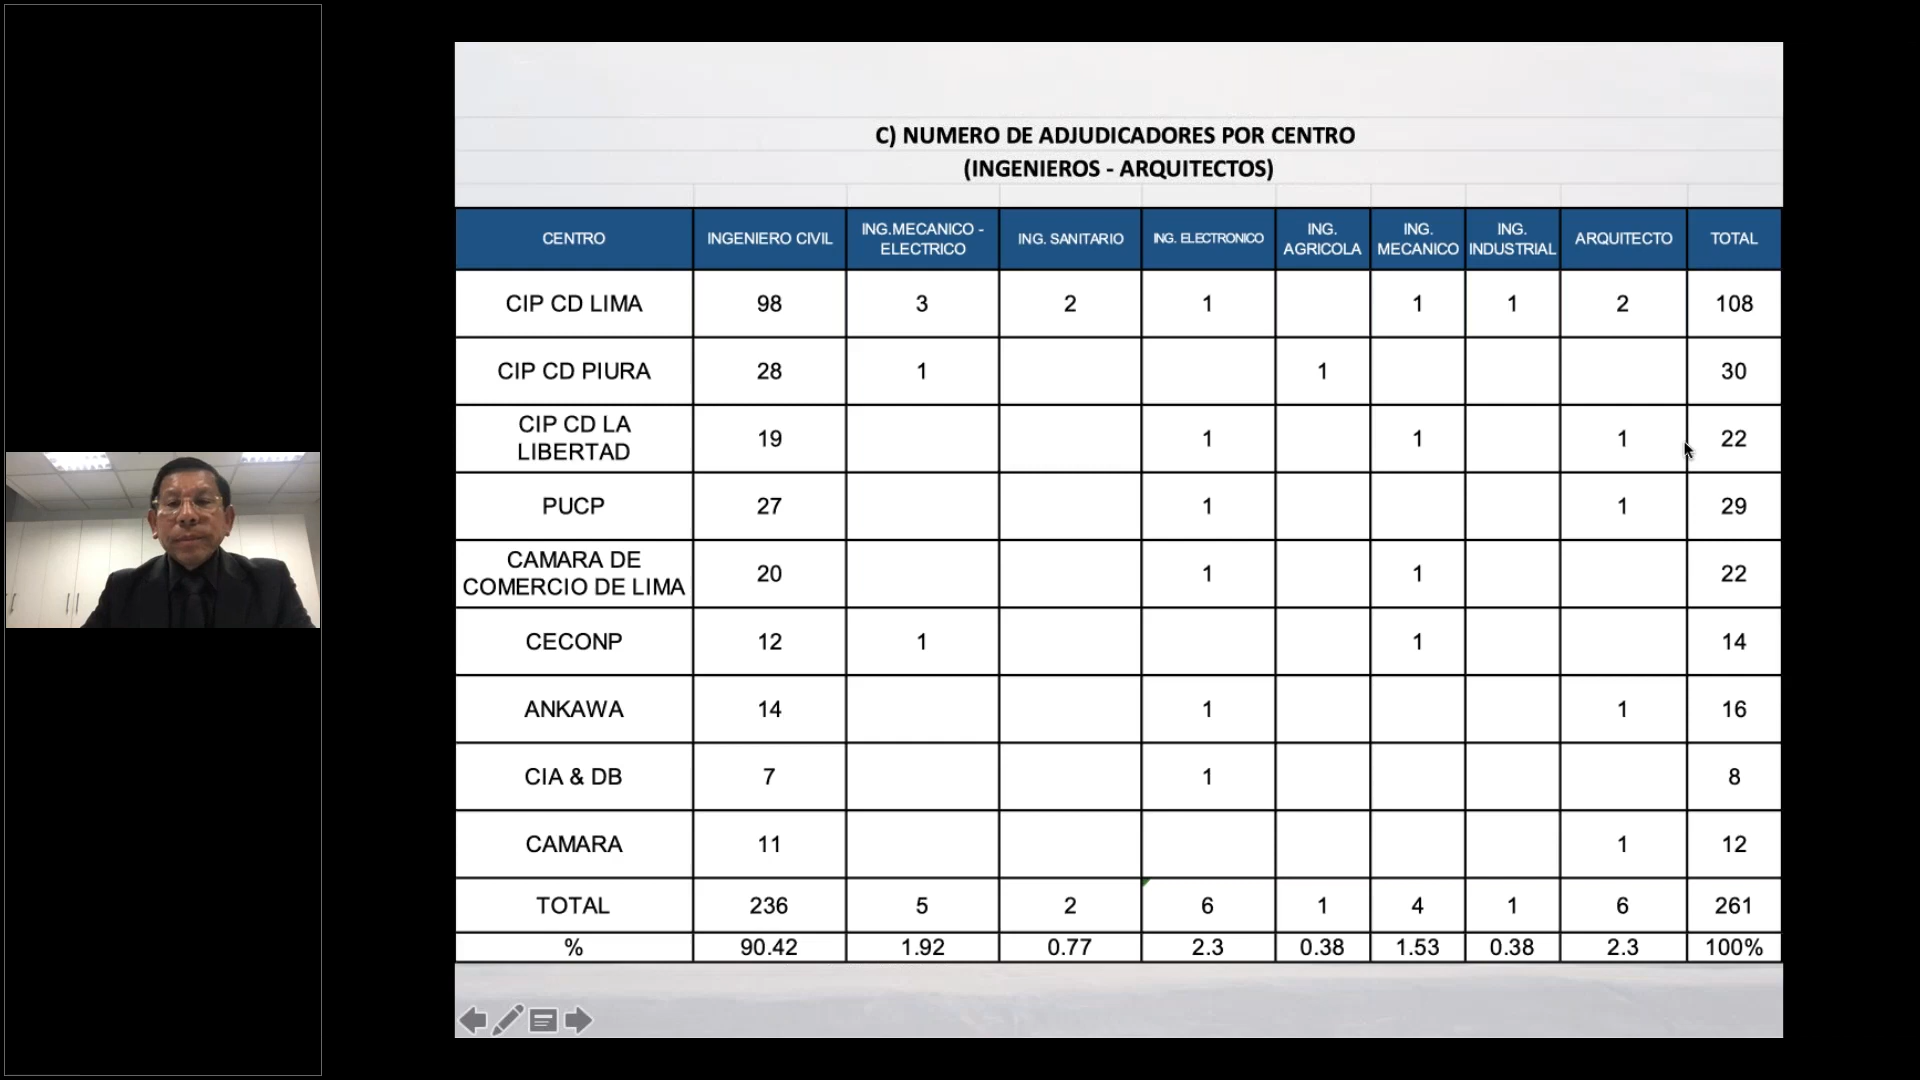 C) NUMERO DE ADJUDICADORES POR CENTRO
(INGENIEROS - ARQUITECTOS)
CENTRO INGENIERO CIVIL ING.MECANICO - ELECTRICO ING. SANITARIO ING. ELECTRONICO ING. AGRICOLA ING. MECANICO ING. INDUSTRIAL ARQUITECTO TOTAL
CIP CD LIMA 98 3 2 1 1 1 2 108
CIP CD PIURA 28 1 1 30
CIP CD LA LIBERTAD 19 1 1 1 22
PUCP 27 1 1 29
CAMARA DE COMERCIO DE LIMA 20 1 1 22
CECONP 12 1 1 14
ANKAWA 14 1 1 16
CIA & DB 7 1 8
CAMARA 11 1 12
TOTAL 236 5 2 6 1 4 1 6 261
% 90.42 1.92 0.77 2.3 0.38 1.53 0.38 2.3 100%